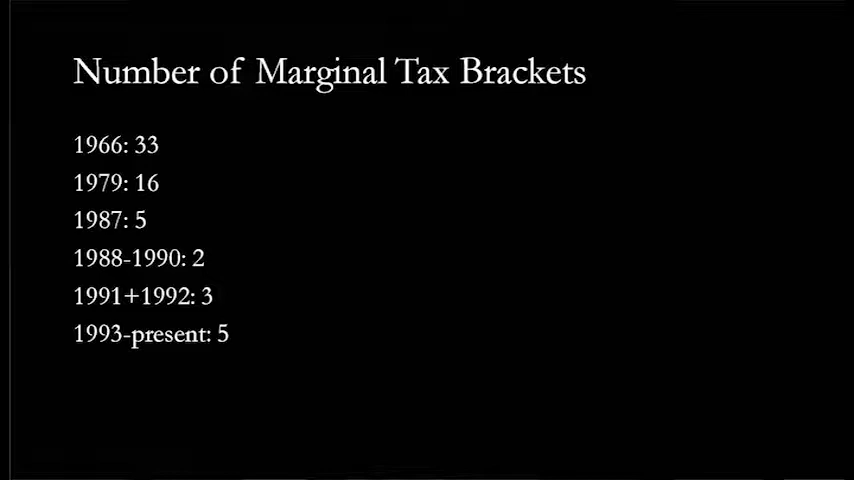 Number of Marginal Tax Brackets
1966: 33
1979: 16
1987: 5
1988-1990: 2
1991+1992: 3
1993-present: 5